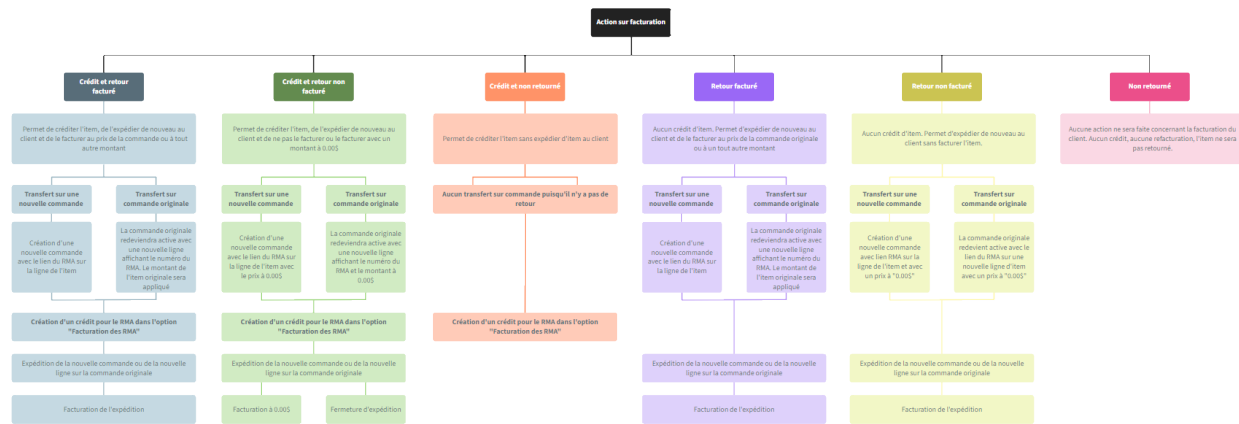 Action sur facturation
Crédit et retour
facturé
Permet de créditer l'item, de l'expédier de nouveau au
client et de le facturer au prix de la commande ou à tout
autre montant
Transfert sur une
nouvelle commande
Création d'une
nouvelle commande
avec le lien du RMA sur
la ligne de l'item
Transfert sur
commande originale
La commande originale
redeviendra active avec
une nouvelle ligne
affichant le numéro du
RMA. Le montant de
l'item originale sera
appliqué
Création d'un crédit pour le RMA dans l'option
"Facturation des RMA"
Expédition de la nouvelle commande ou de la nouvelle
ligne sur la commande originale
Facturation de l'expédition
Crédit et retour non
facturé
Permet de créditer l'item, de l'expédier de nouveau au
client et de ne pas la facturer ou le facturer avec un
montant à 0.00$
Transfert sur une
nouvelle commande
Création d'une
nouvelle commande
avec le lien du RMA sur
la ligne de l'item avec
le prix à 0.00$
Transfert sur
commande originale
La commande originale
redeviendra active avec
une nouvelle ligne
affichant le numéro du
RMA et le montant à
0.00$
Création d'un crédit pour le RMA dans l'option
"Facturation des RMA"
Expédition de la nouvelle commande ou de la nouvelle
ligne sur la commande originale
Facturation à 0.00$
Fermeture d'expédition
Crédit et non retourné
Permet de créditer l'item sans expédier d'item au client
Aucun transfert sur commande puisqu'il n'y a pas de
retour
Création d'un crédit pour le RMA dans l'option
"Facturation des RMA"
Retour facturé
Aucun crédit d'item. Permet d'expédier de nouveau au
client et de le facturer au prix de la commande originale
ou à un tout autre montant
Transfert sur une
nouvelle commande
Création d'une
nouvelle commande
avec le lien du RMA sur
la ligne de l'item
Transfert sur
commande originale
La commande originale
redeviendra active avec
une nouvelle ligne
affichant le numéro du
RMA. Le montant de
l'item originale sera
appliqué
Expédition de la nouvelle commande ou de la nouvelle
ligne sur la commande originale
Facturation de l'expédition
Retour non facturé
Aucun crédit d'item. Permet d'expédier de nouveau au
client sans facturer l'item.
Transfert sur une
nouvelle commande
Création d'une
nouvelle commande
avec lien RMA sur la
ligne de l'item et avec
un prix à "0.00$"
Transfert sur
commande originale
La commande originale
redevient active avec le
lien du RMA sur une
nouvelle ligne d'item
avec un prix à "0.00$"
Expédition de la nouvelle commande ou de la nouvelle
ligne sur la commande originale
Facturation de l'expédition
Non retourné
Aucune action ne sera faite concernant la facturation du
client. Aucun crédit, aucune refacturation, l'item ne sera
pas retourné.